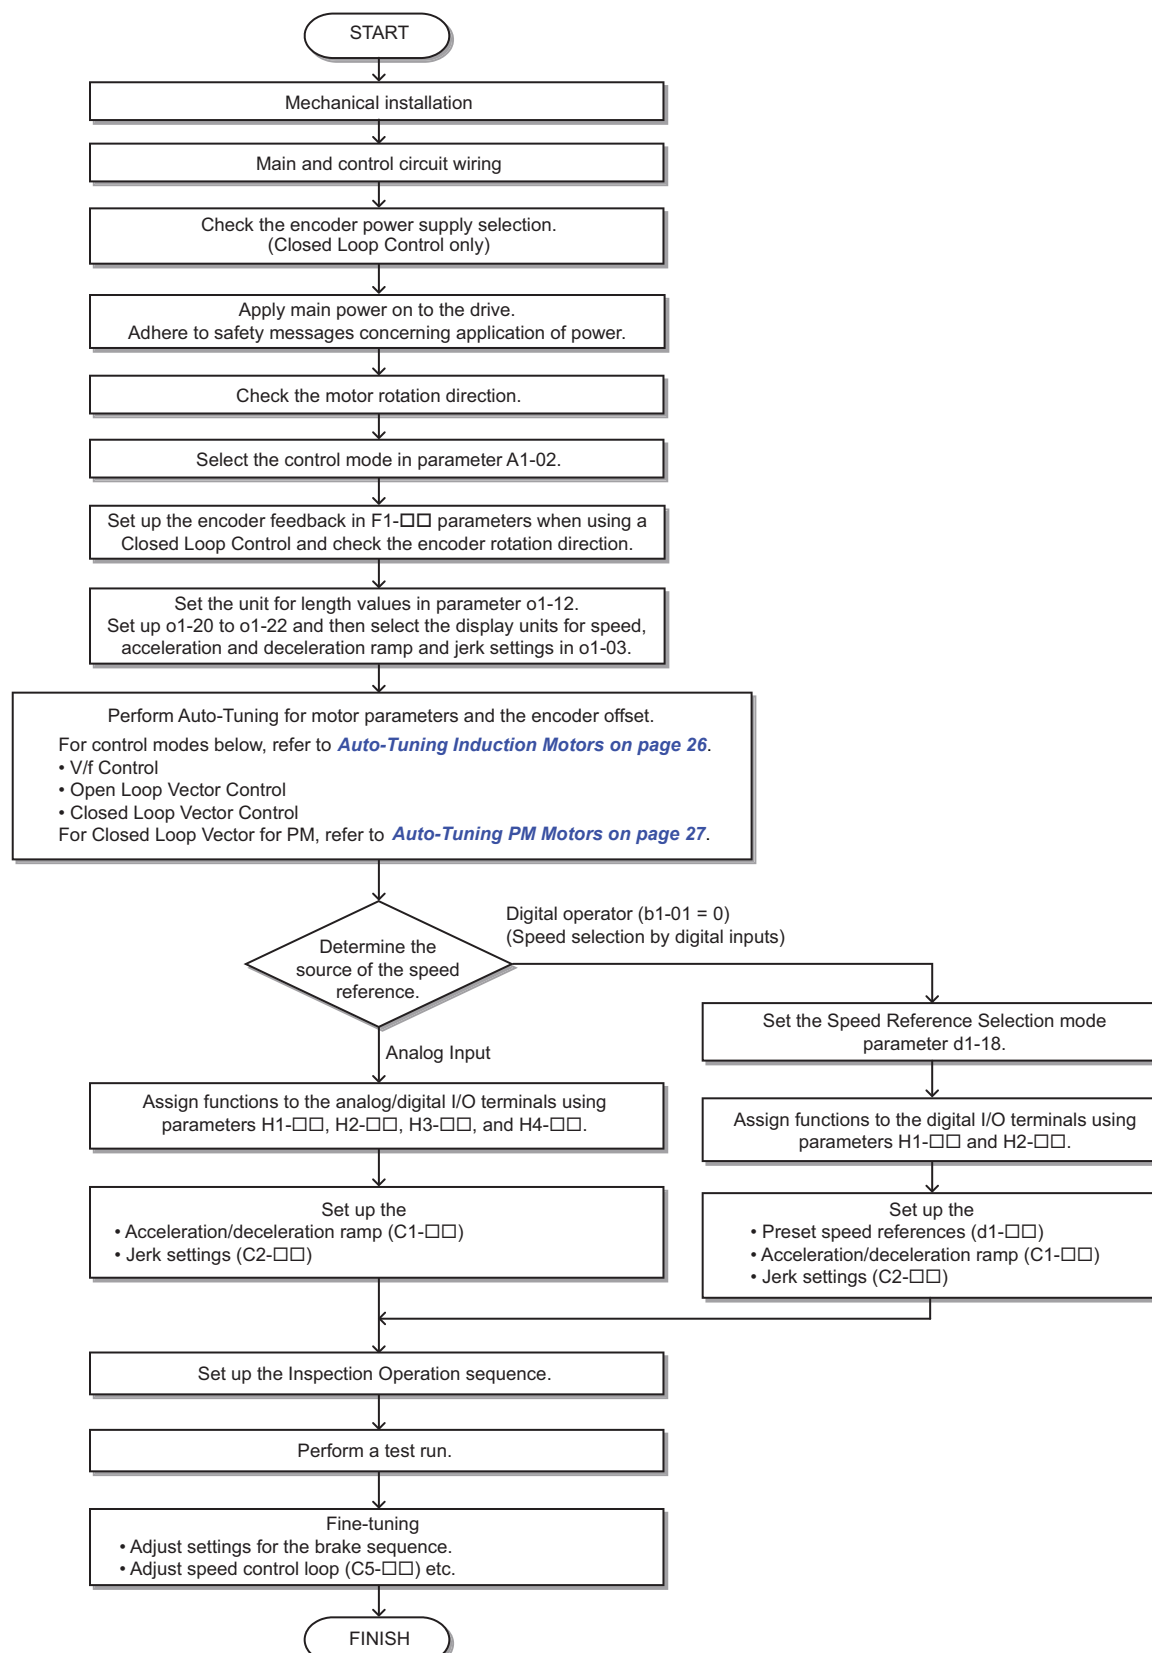 START
Mechanical installation
Main and control circuit wiring
Check the encoder power supply selection.
(Closed Loop Control only)
Apply main power on to the drive.
Adhere to safety messages concerning application of power.
Check the motor rotation direction.
Select the control mode in parameter A1-02.
Set up the encoder feedback in F1-□□ parameters when using a
Closed Loop Control and check the encoder rotation direction.
Set the unit for length values in parameter o1-12.
Set up o1-20 to o1-22 and then select the display units for speed,
acceleration and deceleration ramp and jerk settings in o1-03.
Perform Auto-Tuning for motor parameters and the encoder offset.
For control modes below, refer to Auto-Tuning Induction Motors on page 26.
• V/f Control
• Open Loop Vector Control
• Closed Loop Vector Control
For Closed Loop Vector for PM, refer to Auto-Tuning PM Motors on page 27.
Determine the
source of the speed
reference.
Digital operator (b1-01 = 0)
(Speed selection by digital inputs)
Analog Input
Assign functions to the analog/digital I/O terminals using
parameters H1-□□, H2-□□, H3-□□, and H4-□□.
Set up the
• Acceleration/deceleration ramp (C1-□□)
• Jerk settings (C2-□□)
Set the Speed Reference Selection mode
parameter d1-18.
Assign functions to the digital I/O terminals using
parameters H1-□□ and H2-□□.
Set up the
• Preset speed references (d1-□□)
• Acceleration/deceleration ramp (C1-□□)
• Jerk settings (C2-□□)
Set up the Inspection Operation sequence.
Perform a test run.
Fine-tuning
• Adjust settings for the brake sequence.
• Adjust speed control loop (C5-□□) etc.
FINISH